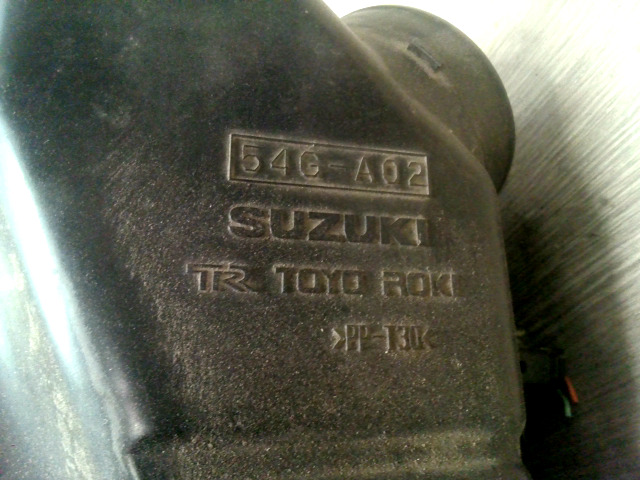 54G-A02
SUZUKI
TR TOYO ROKI
>PP-T30<